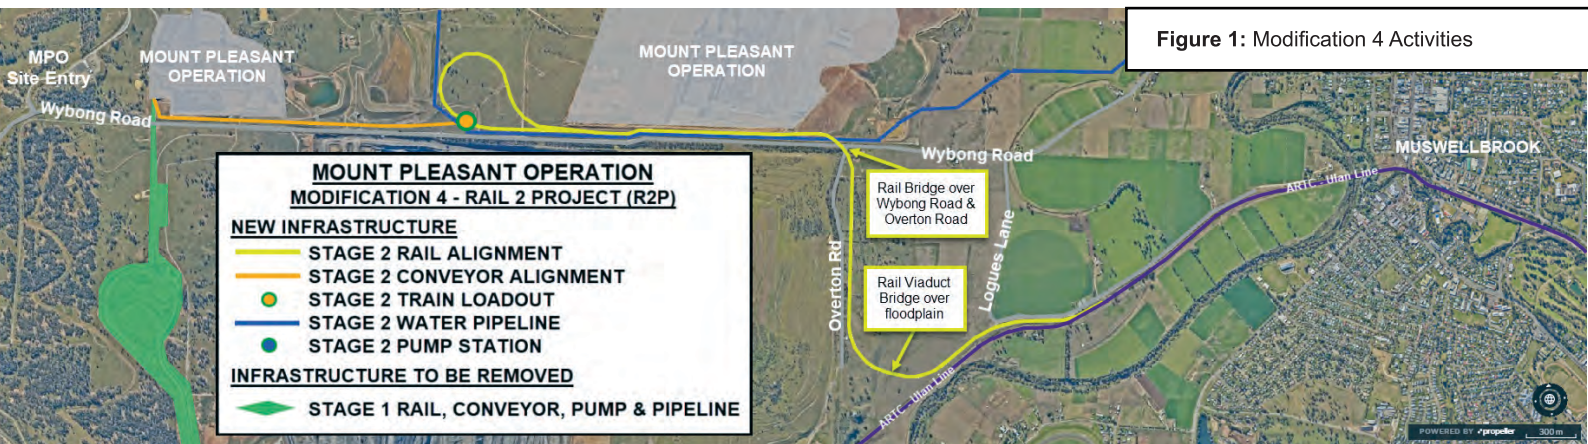 Figure 1: Modification 4 Activities
MPO
Site Entry
MOUNT PLEASANT
OPERATION
MOUNT PLEASANT
OPERATION
Wybong Road
Wybong Road
MUSWELLBROOK
ARTC - Ulan Line
Rail Bridge over
Wybong Road &
Overton Road
Overton Rd
Logues Lane
Rail Viaduct
Bridge over
floodplain
ARTC - Ulan Line
MOUNT PLEASANT OPERATION
MODIFICATION 4 - RAIL 2 PROJECT (R2P)
NEW INFRASTRUCTURE
STAGE 2 RAIL ALIGNMENT
STAGE 2 CONVEYOR ALIGNMENT
STAGE 2 TRAIN LOADOUT
STAGE 2 WATER PIPELINE
STAGE 2 PUMP STATION
INFRASTRUCTURE TO BE REMOVED
STAGE 1 RAIL, CONVEYOR, PUMP & PIPELINE
POWERED BY propeller
300 m